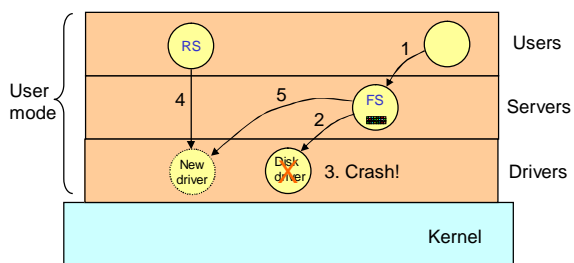 RS
1
Users
User
mode
4
5
FS
Servers
2
New
driver
Disk
driver
3. Crash!
Drivers
Kernel